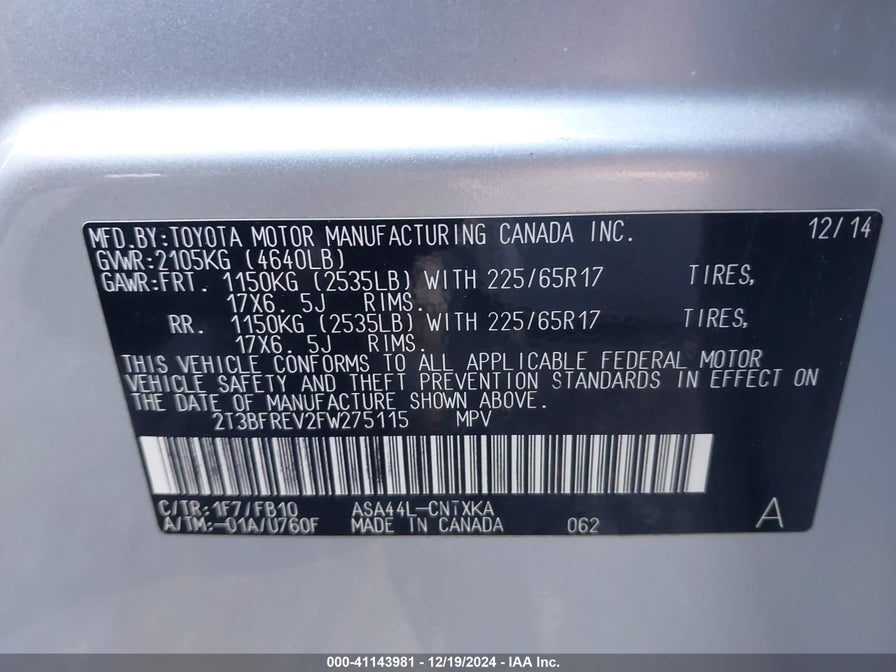 MFD.BY:TOYOTA MOTOR MANUFACTURING CANADA INC. 12/14
GVWR:2105KG (4640LB)
GAWR:FRT. 1150KG (2535LB) WITH 225/65R17 TIRES,
17X6. 5J RIMS.
RR. 1150KG (2535LB) WITH 225/65R17 TIRES,
17X6. 5J RIMS.
THIS VEHICLE CONFORMS TO ALL APPLICABLE FEDERAL MOTOR
VEHICLE SAFETY AND THEFT PREVENTION STANDARDS IN EFFECT ON
THE DATE OF MANUFACTURE SHOWN ABOVE.
2T3BFREV2FW275115 MPV
C/TR:1F7/FB10 ASA44L-CNTXKA
A/TM:-01A/U760F MADE IN CANADA 062 A
000-41143981 - 12/19/2024 - IAA Inc.